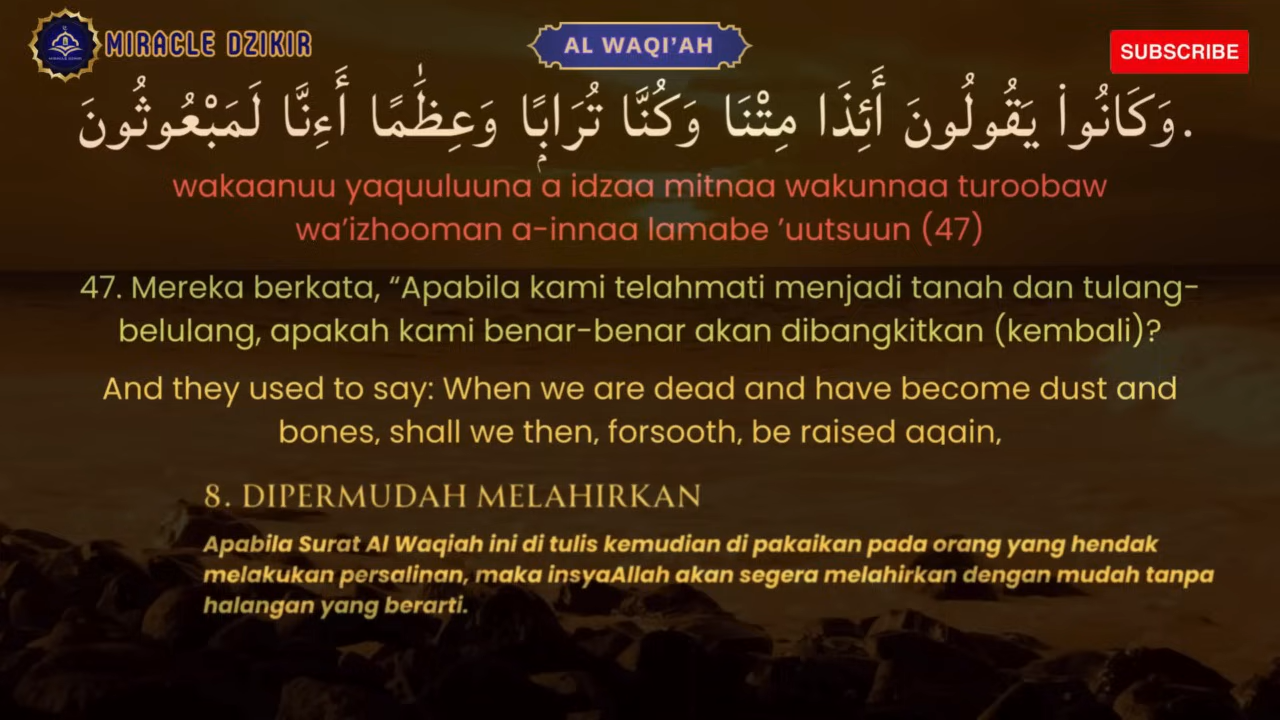 MIRACLE DZIKIR
AL WAQI'AH
SUBSCRIBE
وَكَانُوا۟ يَقُولُونَ أَئِذَا مِتْنَا وَكُنَّا تُرَابًۭا وَعِظَٰمًا أَءِنَّا لَمَبْعُوثُونَ.
wakaanuu yaquuluuna a idzaa mitnaa wakunnaa turoobaw
wa'izhooman a-innaa lamabe 'uutsuun (47)
47. Mereka berkata, “Apabila kami telahmati menjadi tanah dan tulang-
belulang, apakah kami benar-benar akan dibangkitkan (kembali)?
And they used to say: When we are dead and have become dust and
bones, shall we then, forsooth, be raised again,
8. DIPERMUDAH MELAHIRKAN
Apabila Surat Al Waqiah ini di tulis kemudian di pakaikan pada orang yang hendak
melakukan persalinan, maka insyaAllah akan segera melahirkan dengan mudah tanpa
halangan yang berarti.